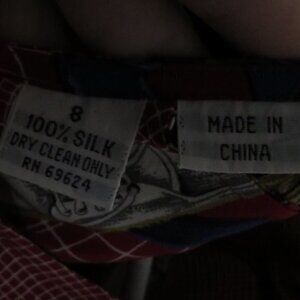 8
100% SILK
DRY CLEAN ONLY
RN 69624
MADE IN
CHINA